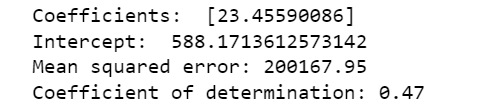 Coefficients:  [23.45590086]
Intercept:  588.1713612573142
Mean squared error: 200167.95
Coefficient of determination: 0.47